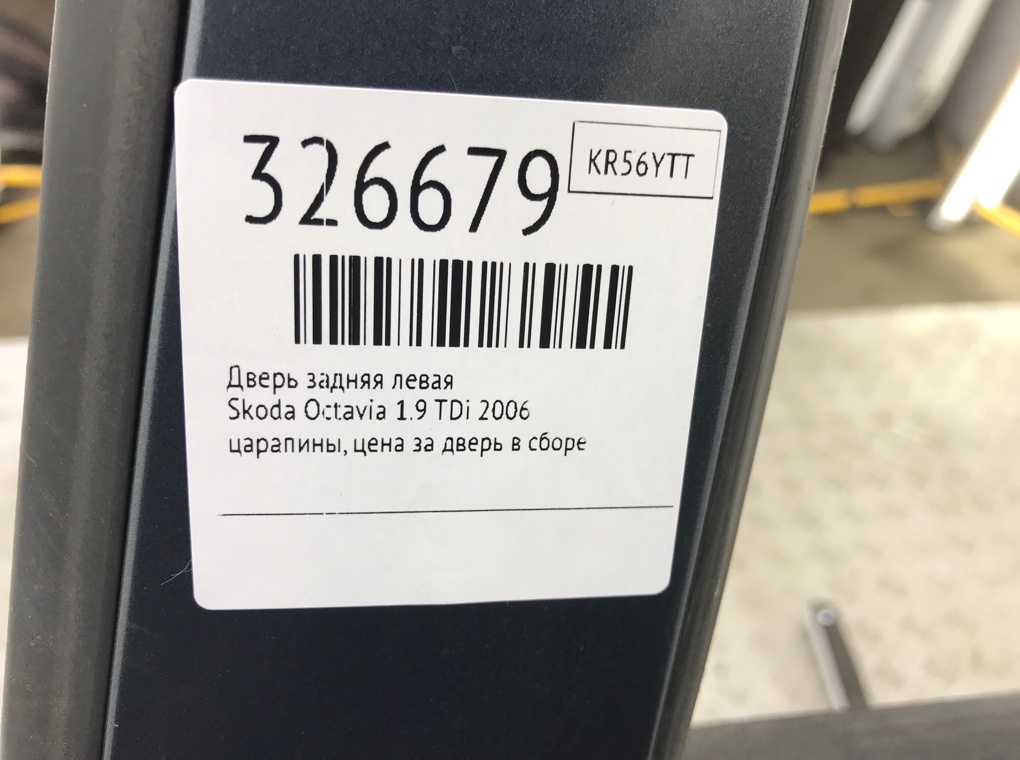 326679
KR56YTT
Дверь задняя левая
Skoda Octavia 1.9 TDi 2006
царапины, цена за дверь в сборе